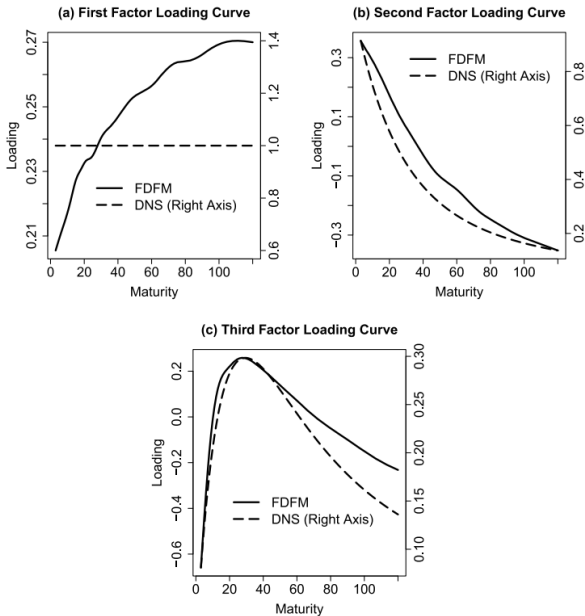 (a) First Factor Loading Curve
0.27
0.25
0.23
0.21
Loading
1.4
1.2
1.0
0.8
0.6
FDFM
DNS (Right Axis)
0 20 40 60 80 100
Maturity
(b) Second Factor Loading Curve
0.3
0.1
−0.1
−0.3
Loading
0.8
0.6
0.4
0.2
FDFM
DNS (Right Axis)
0 20 40 60 80 100
Maturity
(c) Third Factor Loading Curve
0.2
0.0
−0.2
−0.4
−0.6
Loading
0.30
0.25
0.20
0.15
0.10
FDFM
DNS (Right Axis)
0 20 40 60 80 100
Maturity